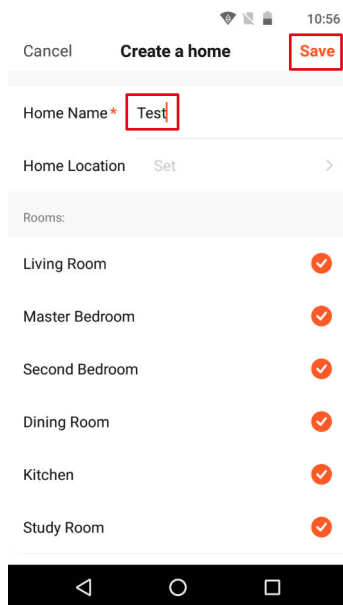 10:56
Cancel Create a home Save
Home Name* Test
Home Location Set
Rooms:
Living Room
Master Bedroom
Second Bedroom
Dining Room
Kitchen
Study Room